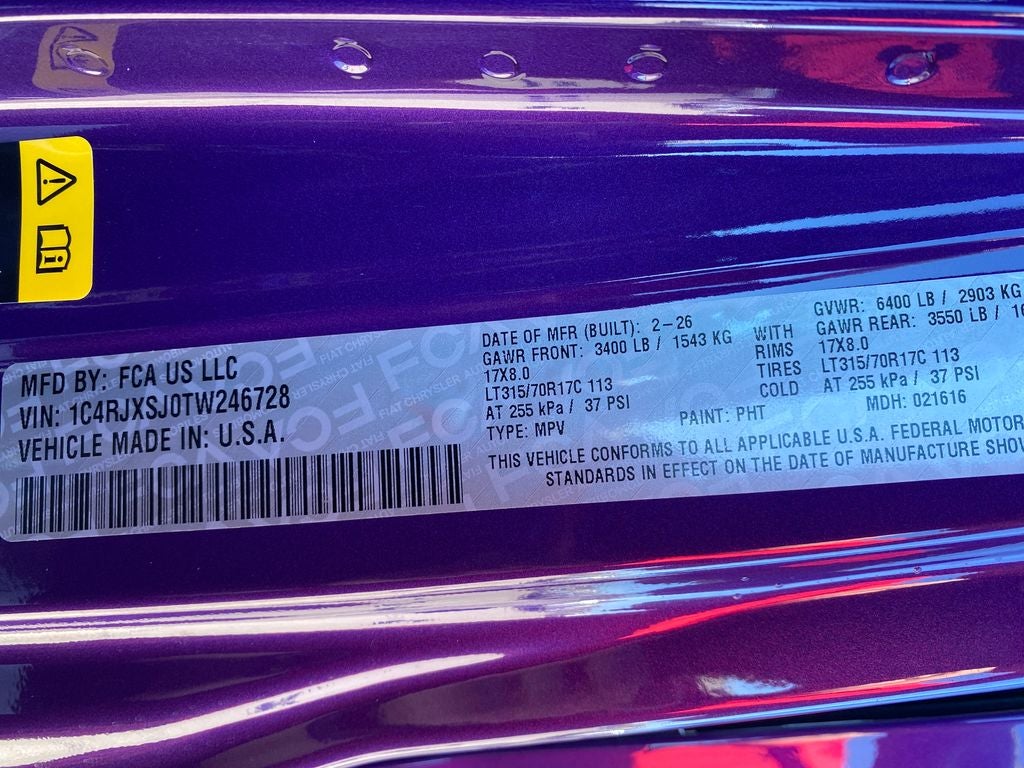 MFD BY: FCA US LLC
VIN: 1C4RJXSJ0TW246728
VEHICLE MADE IN: U.S.A.
DATE OF MFR (BUILT): 2-26
GVWR: 6400 LB / 2903 KG
GAWR FRONT: 3400 LB / 1543 KG WITH GAWR REAR: 3550 LB /
17X8.0 RIMS 17X8.0
LT315/70R17C 113 TIRES LT315/70R17C 113
AT 255 kPa / 37 PSI COLD AT 255 kPa / 37 PSI
TYPE: MPV PAINT: PHT MDH: 021616
THIS VEHICLE CONFORMS TO ALL APPLICABLE U.S.A. FEDERAL MOTOR
STANDARDS IN EFFECT ON THE DATE OF MANUFACTURE